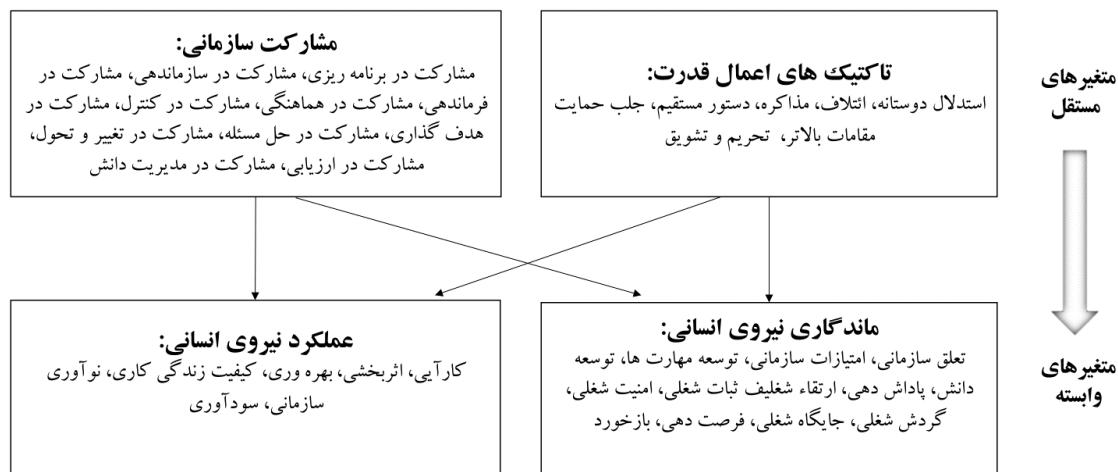 متغیرهای
مستقل
تاکتیک های اعمال قدرت:
استدلال دوستانه، ائتلاف، مذاکره، دستور مستقیم، جلب حمایت
مقامات بالاتر، تحریم و تشویق
مشارکت سازمانی:
مشارکت در برنامه ریزی، مشارکت در سازماندهی، مشارکت در
فرماندهی، مشارکت در هماهنگی، مشارکت در کنترل، مشارکت در
هدف گذاری، مشارکت در حل مسئله، مشارکت در تغییر و تحول،
مشارکت در ارزیابی، مشارکت در مدیریت دانش
متغیرهای
وابسته
ماندگاری نیروی انسانی:
تعلق سازمانی، امتیازات سازمانی، توسعه مهارت ها، توسعه
دانش، پاداش دهی، ارتقاء شغلیف ثبات شغلی، امنیت شغلی،
گردش شغلی، جایگاه شغلی، فرصت دهی، بازخورد
عملکرد نیروی انسانی:
کارآیی، اثربخشی، بهره وری، کیفیت زندگی کاری، نوآوری
سازمانی، سودآوری